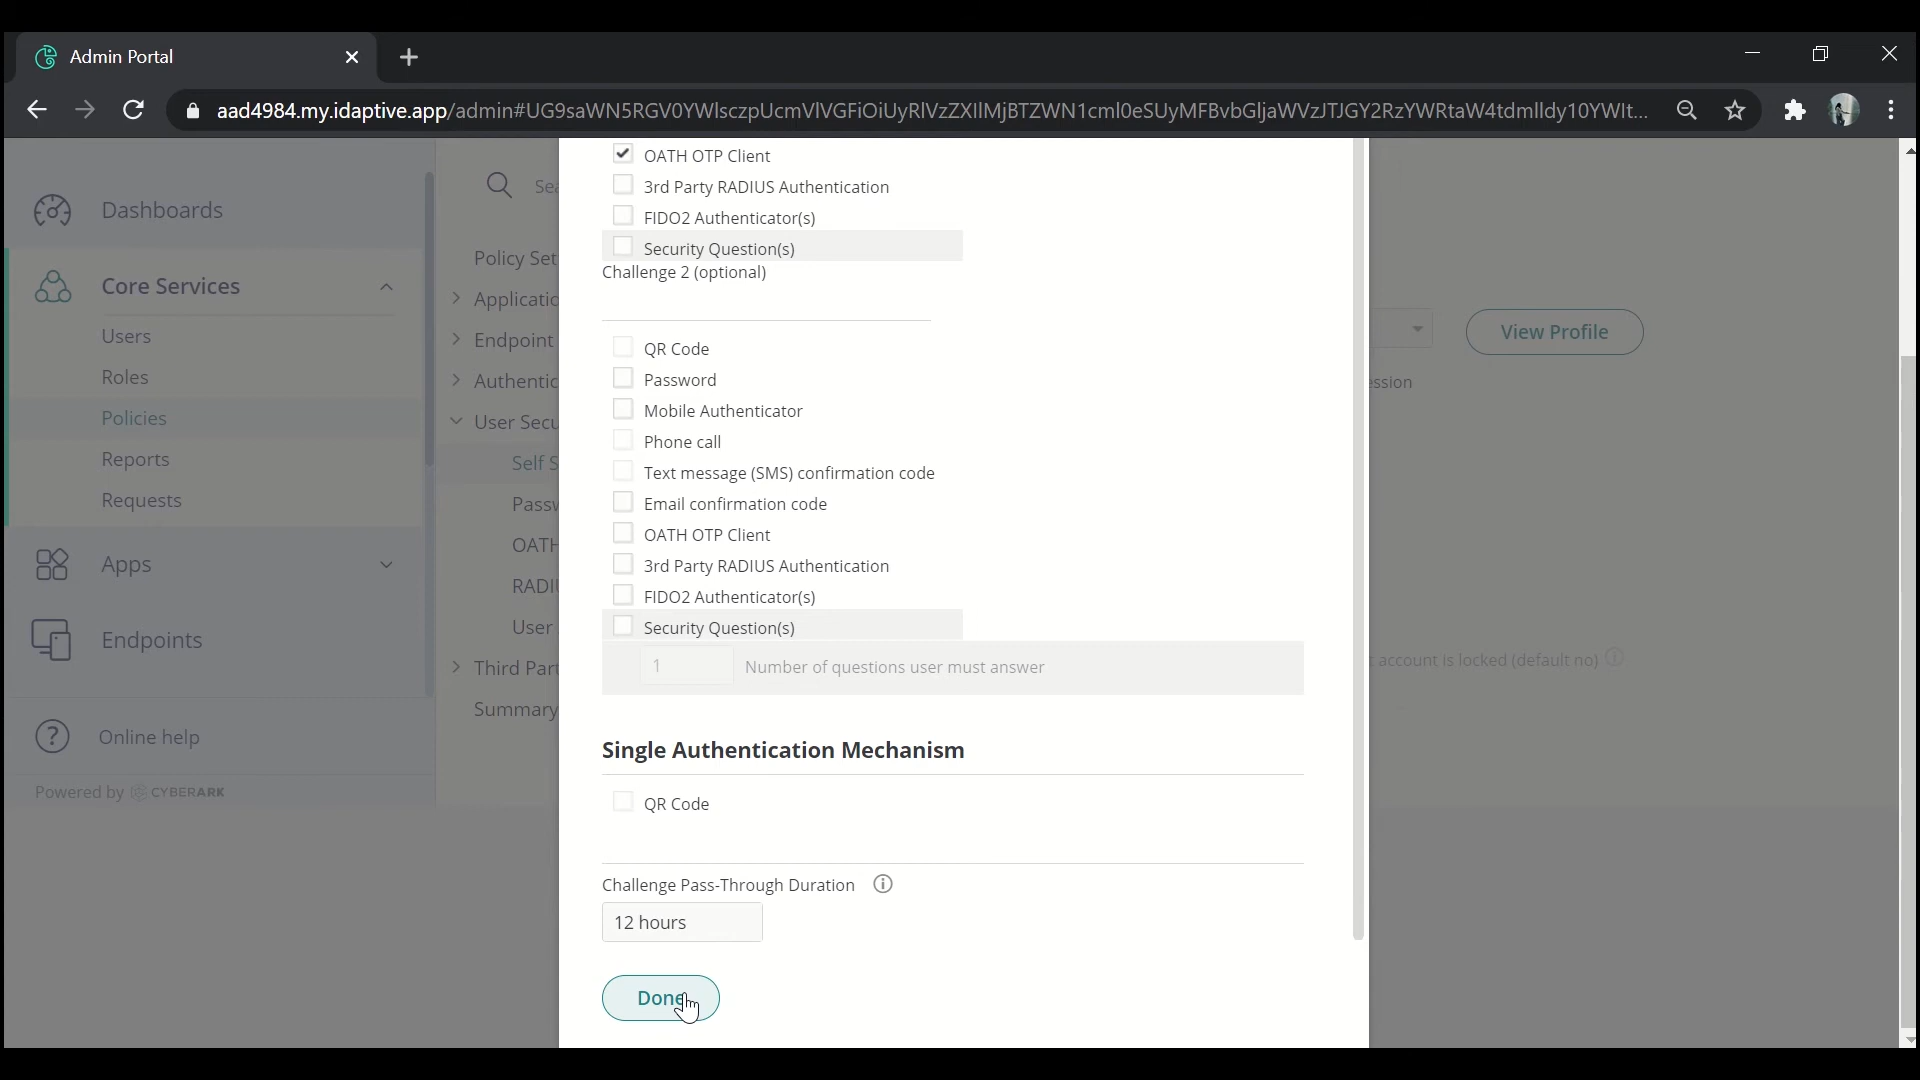 Admin Portal
aad4984.my.idaptive.app/admin#UG9saWN5RGV0YWlsczpUcmVlVGFiOiUyRlVzZXIlMjBTZWN1cml0eSUyMFBvbGljaWVzJTJGY2RzYWRtaW4tdmlldy10YWIt...
Dashboards
Core Services
Users
Roles
Policies
Reports
Requests
Apps
Endpoints
Online help
Powered by CYBERARK
Sea
Policy Set
Applicatio
Endpoint
Authentic
User Secu
Self S
Passw
OATH
RADIU
User
Third Part
Summary
OATH OTP Client
3rd Party RADIUS Authentication
FIDO2 Authenticator(s)
Security Question(s)
Challenge 2 (optional)
QR Code
Password
Mobile Authenticator
Phone call
Text message (SMS) confirmation code
Email confirmation code
OATH OTP Client
3rd Party RADIUS Authentication
FIDO2 Authenticator(s)
Security Question(s)
1 Number of questions user must answer
Single Authentication Mechanism
QR Code
Challenge Pass-Through Duration
12 hours
Done
View Profile
ession
t account is locked (default no)